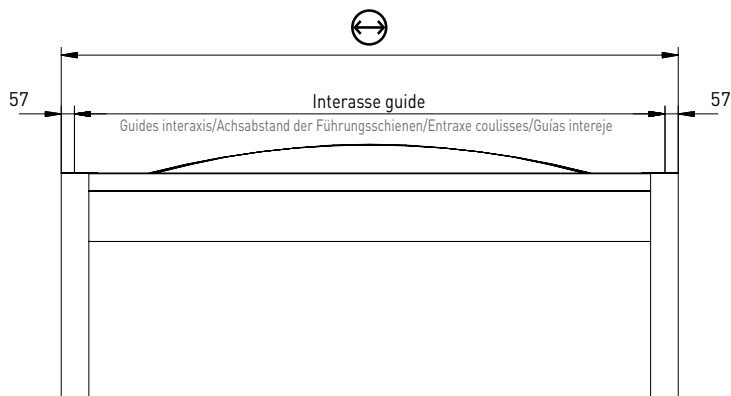 57
Interasse guide
57
Guides interaxis/Achsabstand der Führungsschienen/Entraxe coulisses/Guías intereje